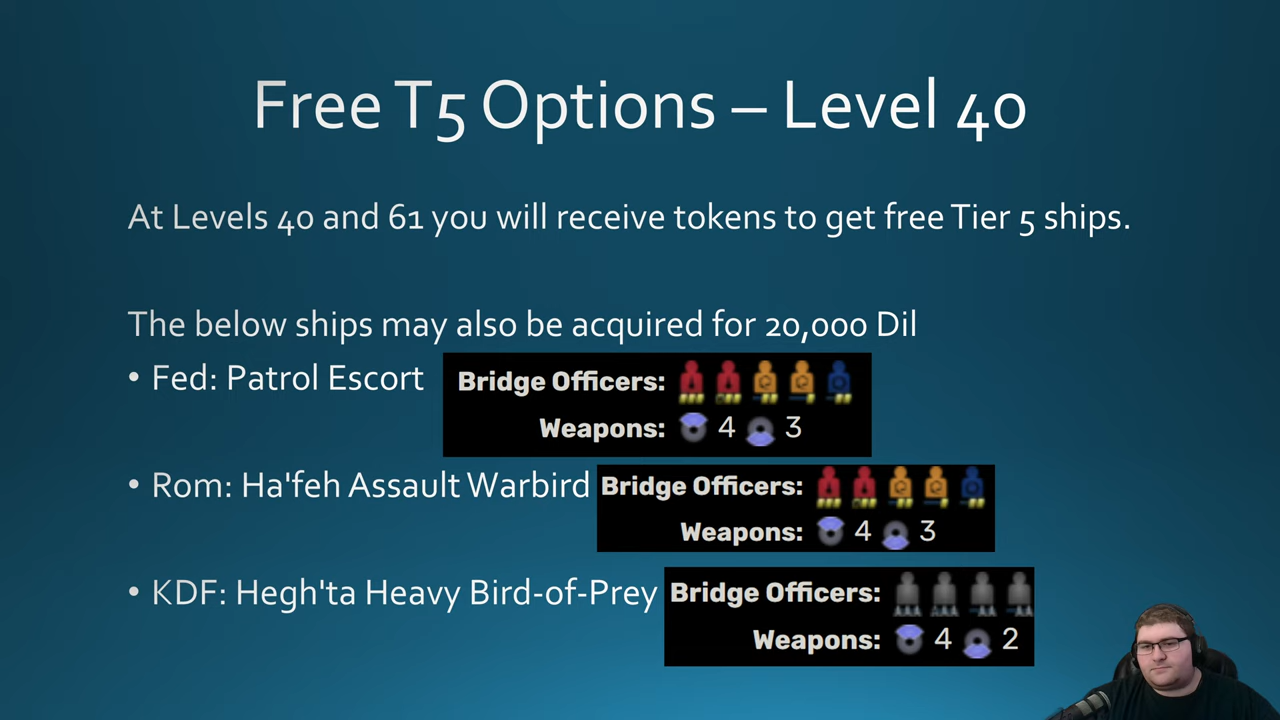 Free T5 Options – Level 40
At Levels 40 and 61 you will receive tokens to get free Tier 5 ships.
The below ships may also be acquired for 20,000 Dil
• Fed: Patrol Escort
Bridge Officers:
Weapons: 4 3
• Rom: Ha'feh Assault Warbird
Bridge Officers:
Weapons: 4 3
• KDF: Hegh'ta Heavy Bird-of-Prey
Bridge Officers:
Weapons: 4 2